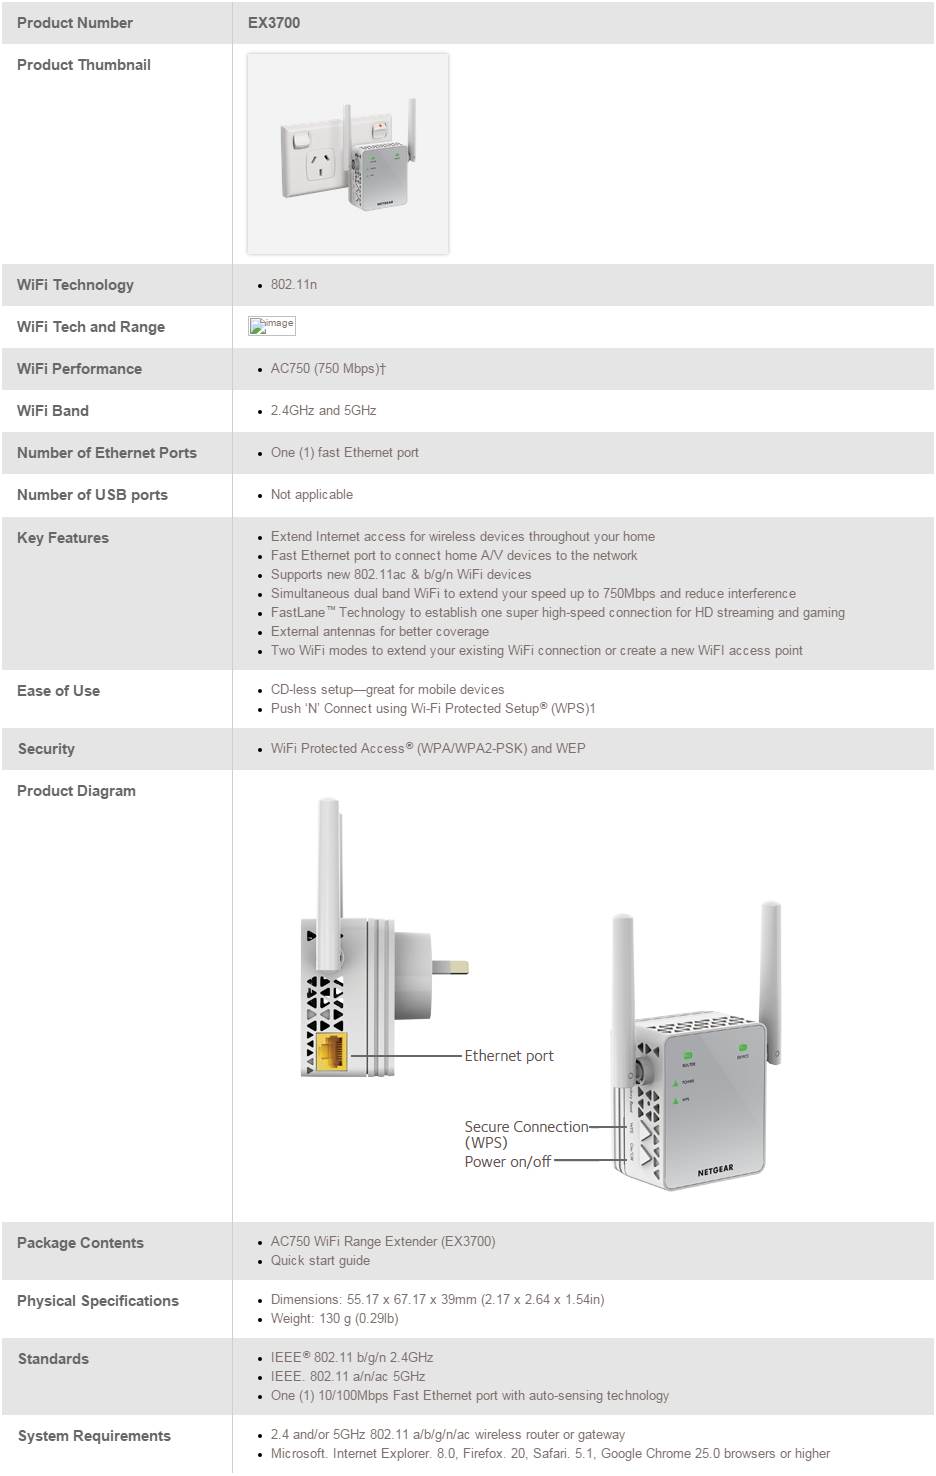 Product Number EX3700
Product Thumbnail
NETGEAR
WiFi Technology 802.11n
WiFi Tech and Range image
WiFi Performance AC750 (750 Mbps)†
WiFi Band 2.4GHz and 5GHz
Number of Ethernet Ports One (1) fast Ethernet port
Number of USB ports Not applicable
Key Features Extend Internet access for wireless devices throughout your home
Fast Ethernet port to connect home A/V devices to the network
Supports new 802.11ac & b/g/n WiFi devices
Simultaneous dual band WiFi to extend your speed up to 750Mbps and reduce interference
FastLane™ Technology to establish one super high-speed connection for HD streaming and gaming
External antennas for better coverage
Two WiFi modes to extend your existing WiFi connection or create a new WiFI access point
Ease of Use CD-less setup—great for mobile devices
Push ‘N’ Connect using Wi-Fi Protected Setup® (WPS)1
Security WiFi Protected Access® (WPA/WPA2-PSK) and WEP
Product Diagram
Ethernet port
ROUTER DEVICE
POWER
WPS
Secure Connection
(WPS)
Power on/off
WPS
On/Off
NETGEAR
Package Contents AC750 WiFi Range Extender (EX3700)
Quick start guide
Physical Specifications Dimensions: 55.17 x 67.17 x 39mm (2.17 x 2.64 x 1.54in)
Weight: 130 g (0.29lb)
Standards IEEE® 802.11 b/g/n 2.4GHz
IEEE. 802.11 a/n/ac 5GHz
One (1) 10/100Mbps Fast Ethernet port with auto-sensing technology
System Requirements 2.4 and/or 5GHz 802.11 a/b/g/n/ac wireless router or gateway
Microsoft. Internet Explorer. 8.0, Firefox. 20, Safari. 5.1, Google Chrome 25.0 browsers or higher